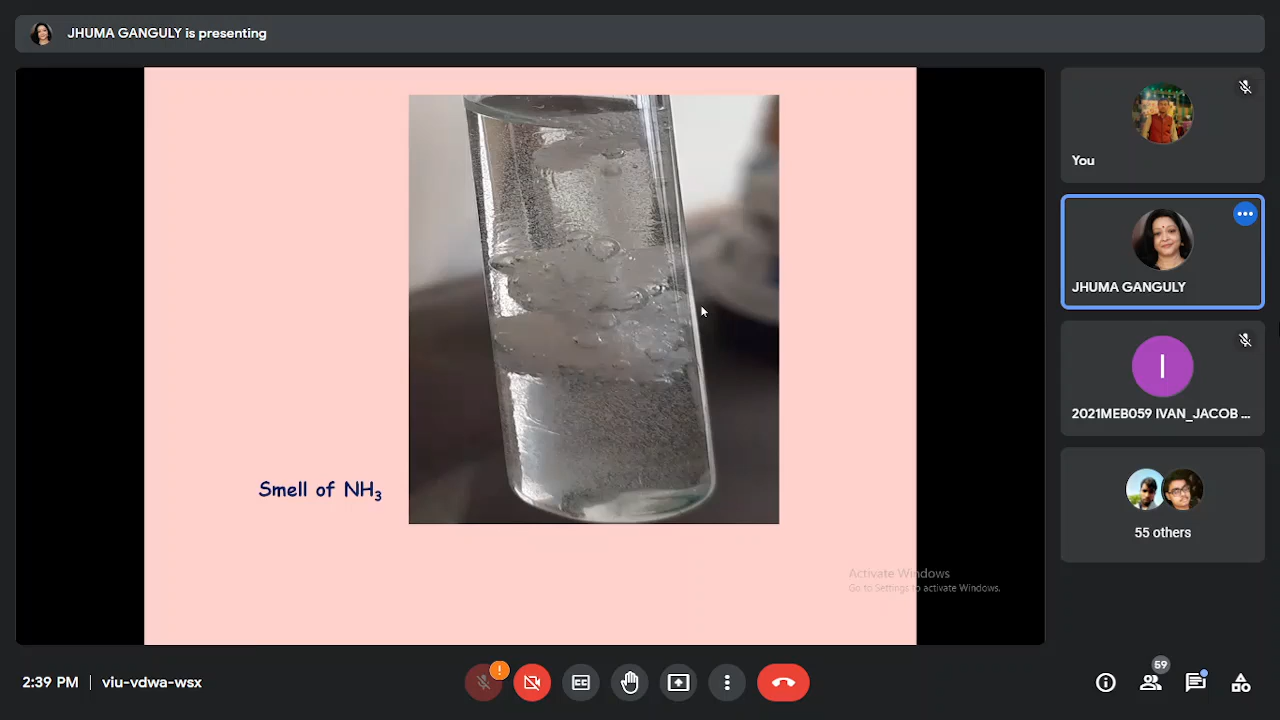 JHUMA GANGULY is presenting
You
JHUMA GANGULY
I
2021MEB059 IVAN_JACOB ...
55 others
Smell of NH₃
Activate Windows
Go to Settings to activate Windows.
2:39 PM | viu-vdwa-wsx
59